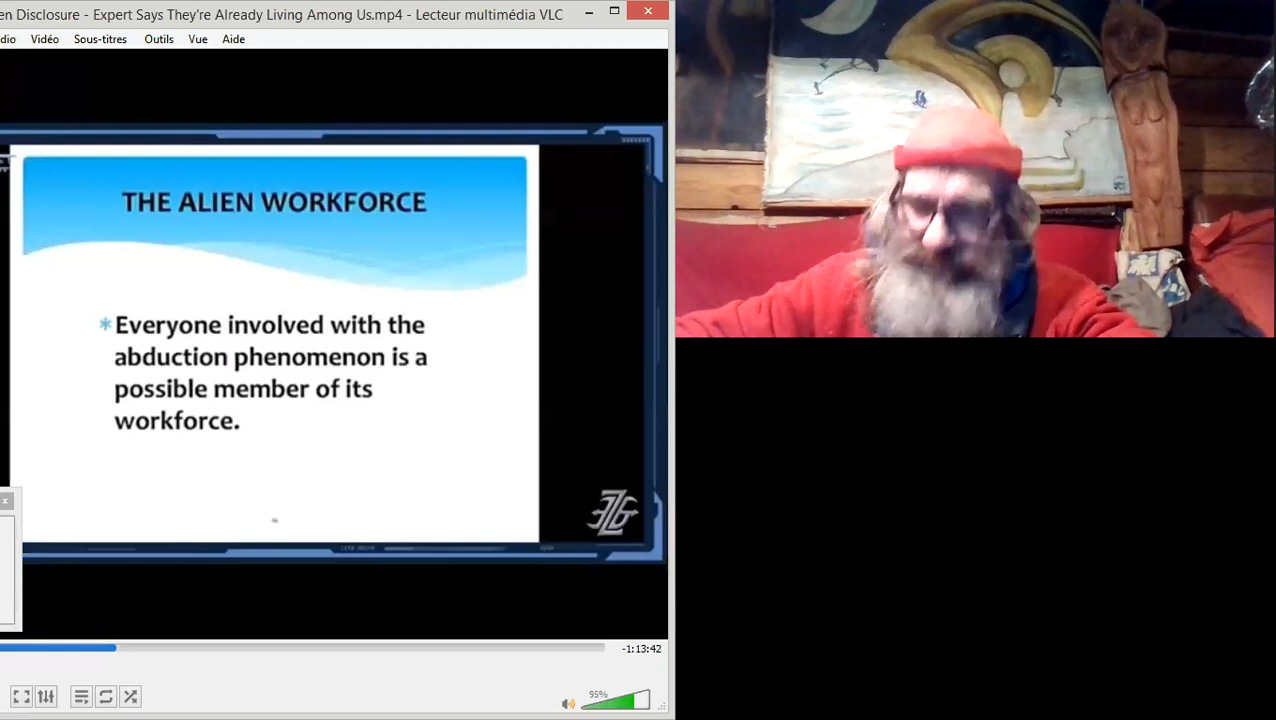 en Disclosure - Expert Says They're Already Living Among Us.mp4 - Lecteur multimédia VLC
dio Vidéo Sous-titres Outils Vue Aide
THE ALIEN WORKFORCE
*Everyone involved with the
abduction phenomenon is a
possible member of its
workforce.
-1:13:42
95%